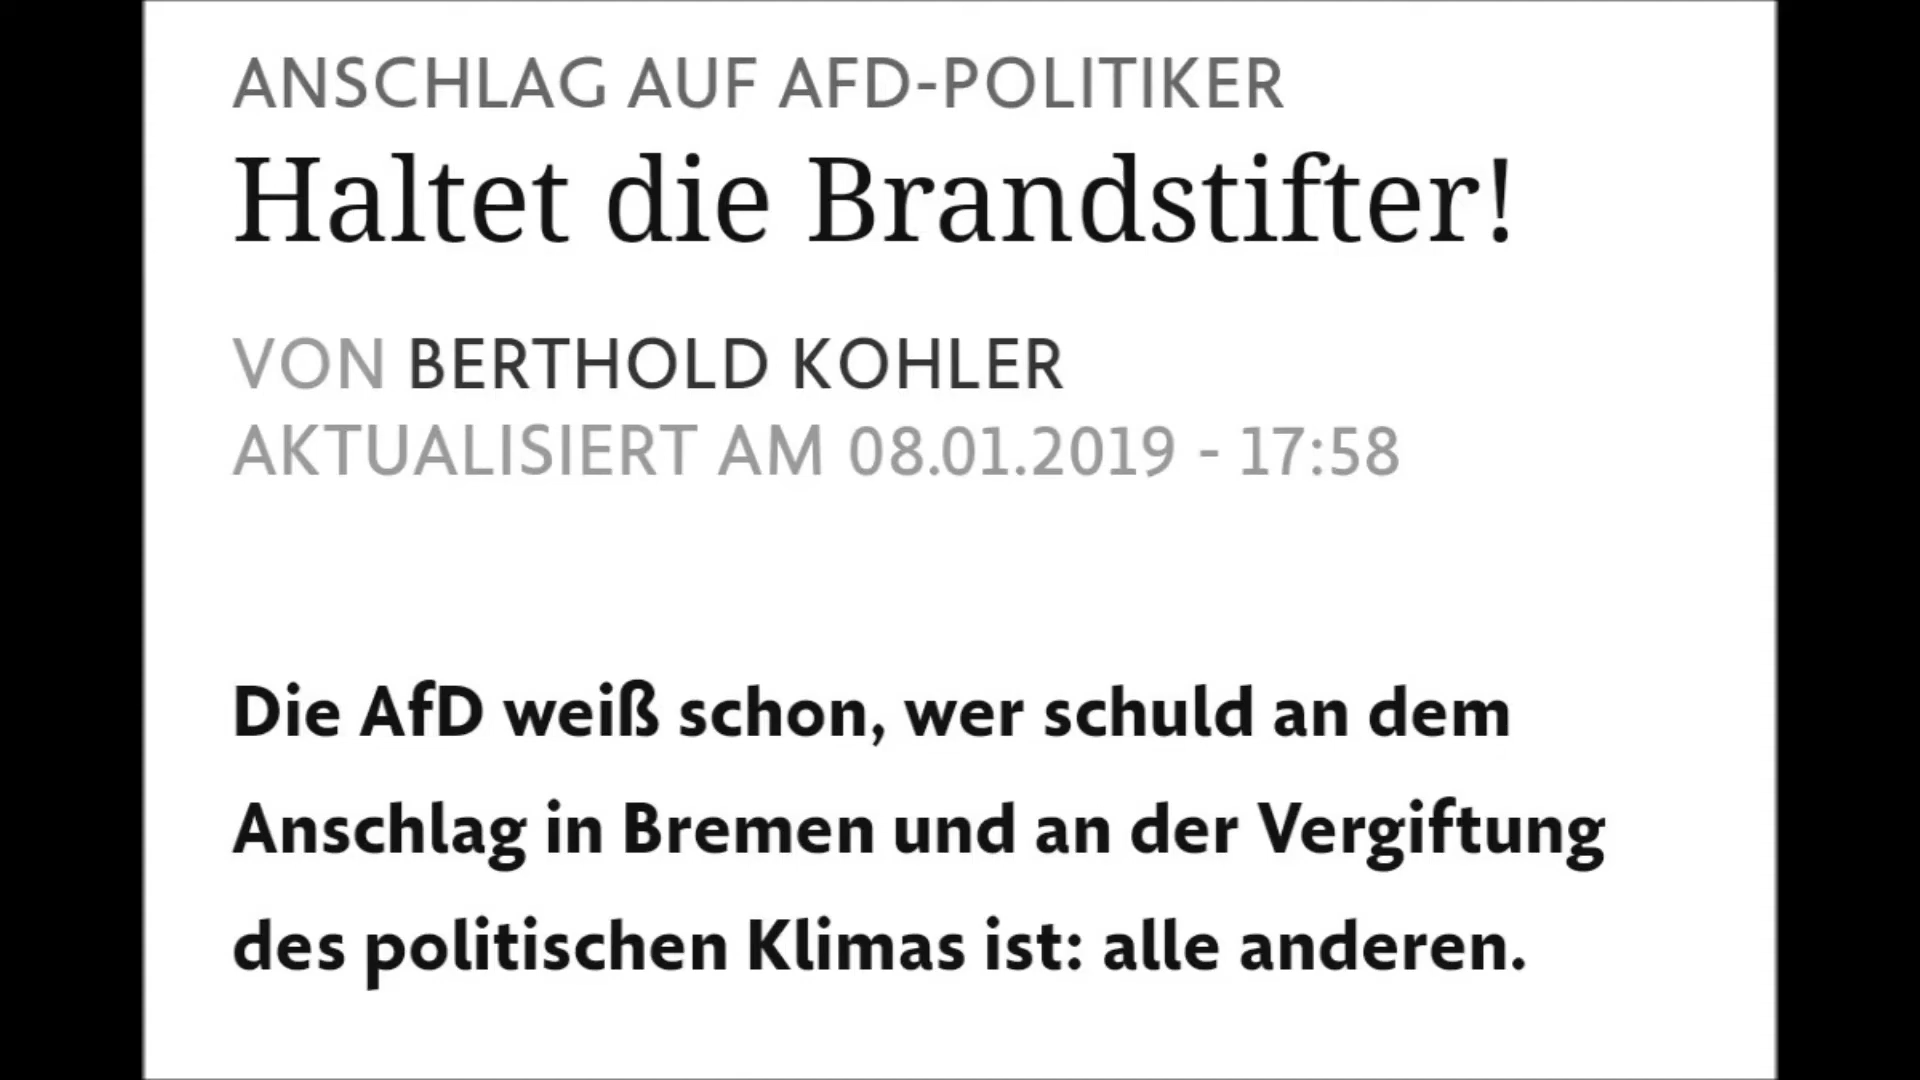 ANSCHLAG AUF AFD-POLITIKER
Haltet die Brandstifter!
VON BERTHOLD KOHLER
AKTUALISIERT AM 08.01.2019 - 17:58
Die AfD weiß schon, wer schuld an dem
Anschlag in Bremen und an der Vergiftung
des politischen Klimas ist: alle anderen.